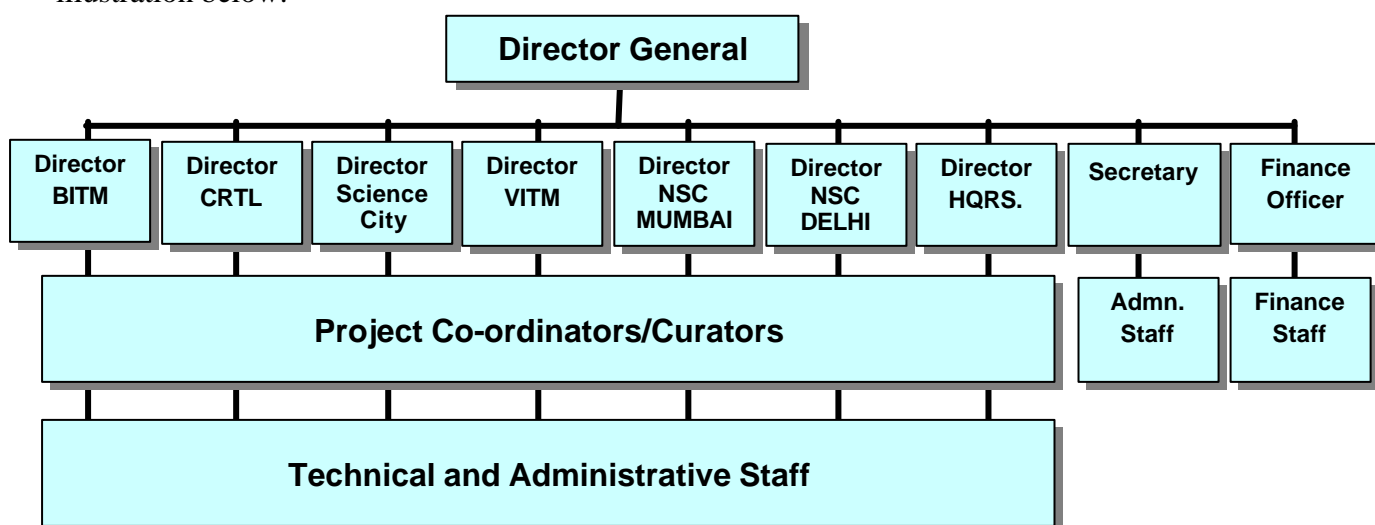 illustration below.
Director General
Director
BITM
Director
CRTL
Director
Science
City
Director
VITM
Director
NSC
MUMBAI
Director
NSC
DELHI
Director
HQRS.
Secretary
Finance
Officer
Project Co-ordinators/Curators
Admn.
Staff
Finance
Staff
Technical and Administrative Staff